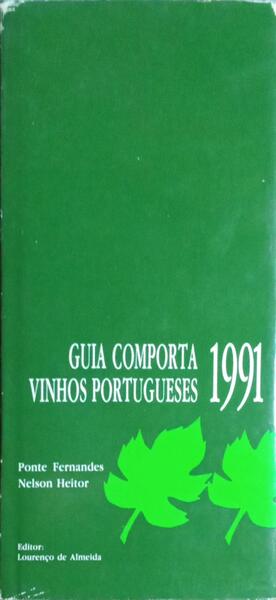 GUIA COMPORTA
VINHOS PORTUGUESES 1991
Ponte Fernandes
Nelson Heitor
Editor:
Lourenço de Almeida